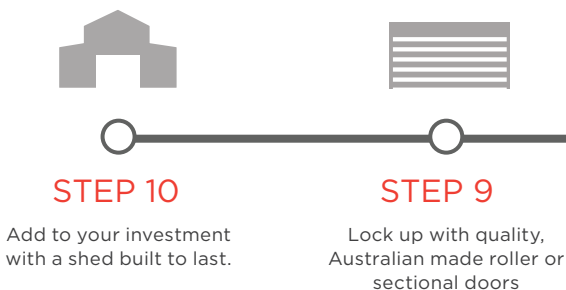 STEP 10
Add to your investment
with a shed built to last.
STEP 9
Lock up with quality,
Australian made roller or
sectional doors